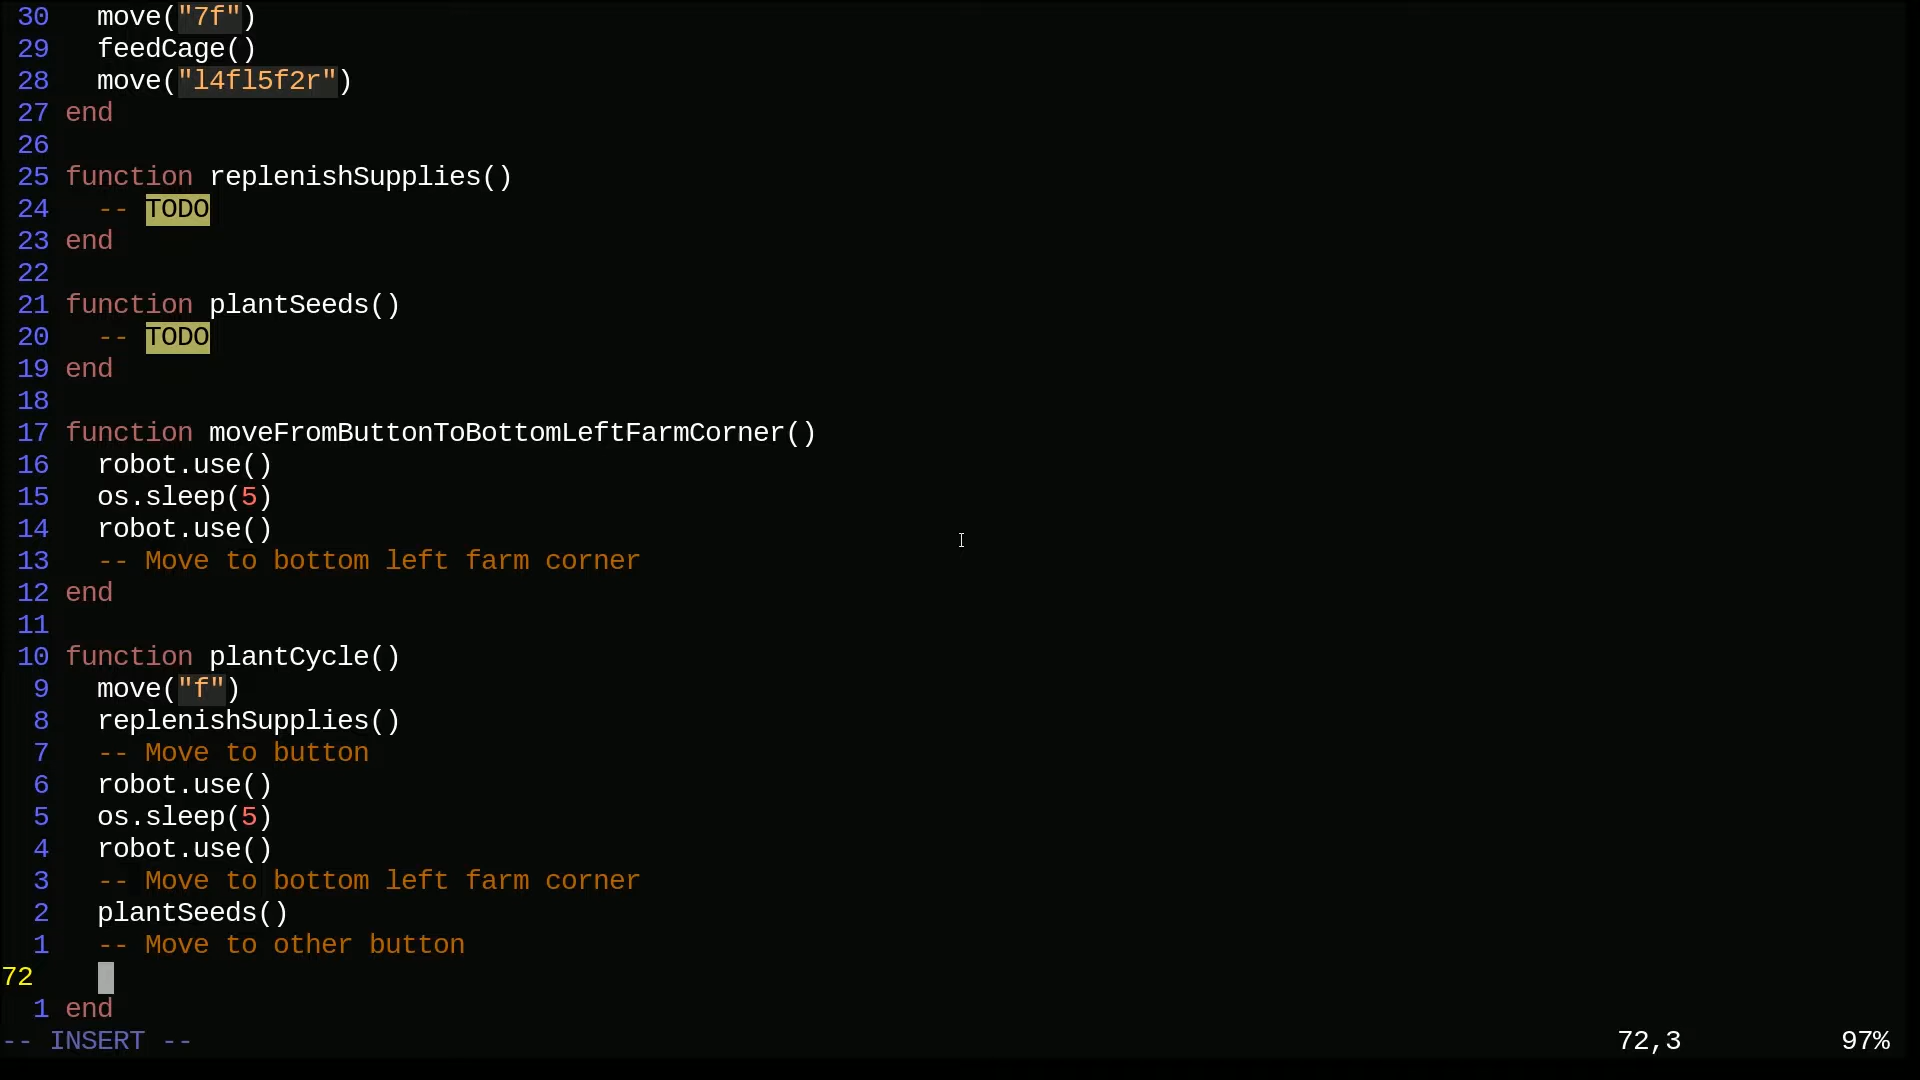 30   move("7f")
29   feedCage()
28   move("l4fl5f2r")
27 end
26
25 function replenishSupplies()
24   -- TODO
23 end
22
21 function plantSeeds()
20   -- TODO
19 end
18
17 function moveFromButtonToBottomLeftFarmCorner()
16   robot.use()
15   os.sleep(5)
14   robot.use()
13   -- Move to bottom left farm corner
12 end
11
10 function plantCycle()
9   move("f")
8   replenishSupplies()
7   -- Move to button
6   robot.use()
5   os.sleep(5)
4   robot.use()
3   -- Move to bottom left farm corner
2   plantSeeds()
1   -- Move to other button
72
1 end
-- INSERT -- 72,3 97%